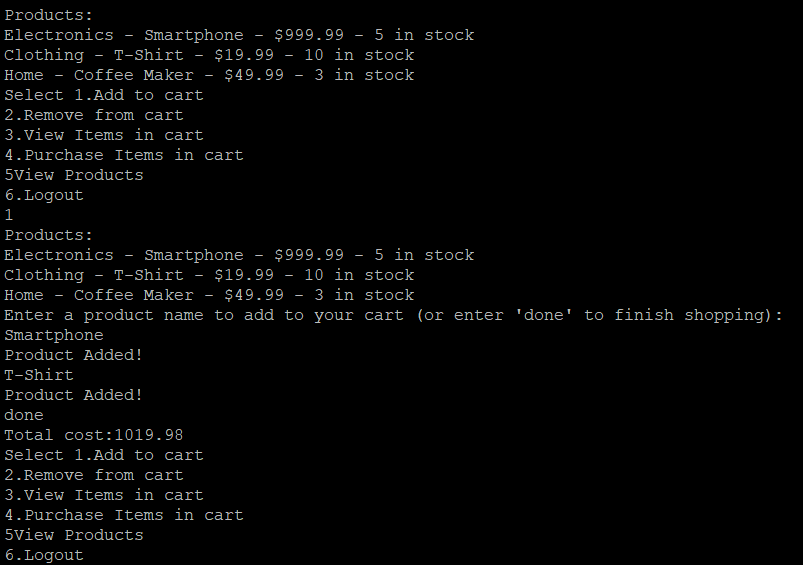 Products:
Electronics - Smartphone - $999.99 - 5 in stock
Clothing - T-Shirt - $19.99 - 10 in stock
Home - Coffee Maker - $49.99 - 3 in stock
Select 1.Add to cart
2.Remove from cart
3.View Items in cart
4.Purchase Items in cart
5View Products
6.Logout
1
Products:
Electronics - Smartphone - $999.99 - 5 in stock
Clothing - T-Shirt - $19.99 - 10 in stock
Home - Coffee Maker - $49.99 - 3 in stock
Enter a product name to add to your cart (or enter 'done' to finish shopping):
Smartphone
Product Added!
T-Shirt
Product Added!
done
Total cost:1019.98
Select 1.Add to cart
2.Remove from cart
3.View Items in cart
4.Purchase Items in cart
5View Products
6.Logout